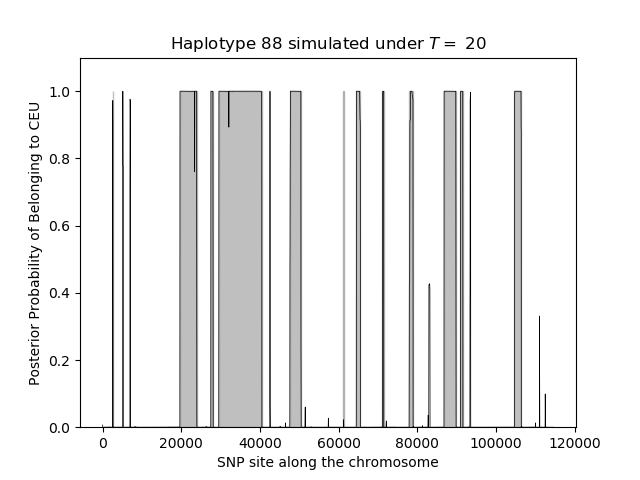 Haplotype 88 simulated under T = 20
Posterior Probability of Belonging to CEU
1.0
0.8
0.6
0.4
0.2
0.0
0 20000 40000 60000 80000 100000 120000
SNP site along the chromosome